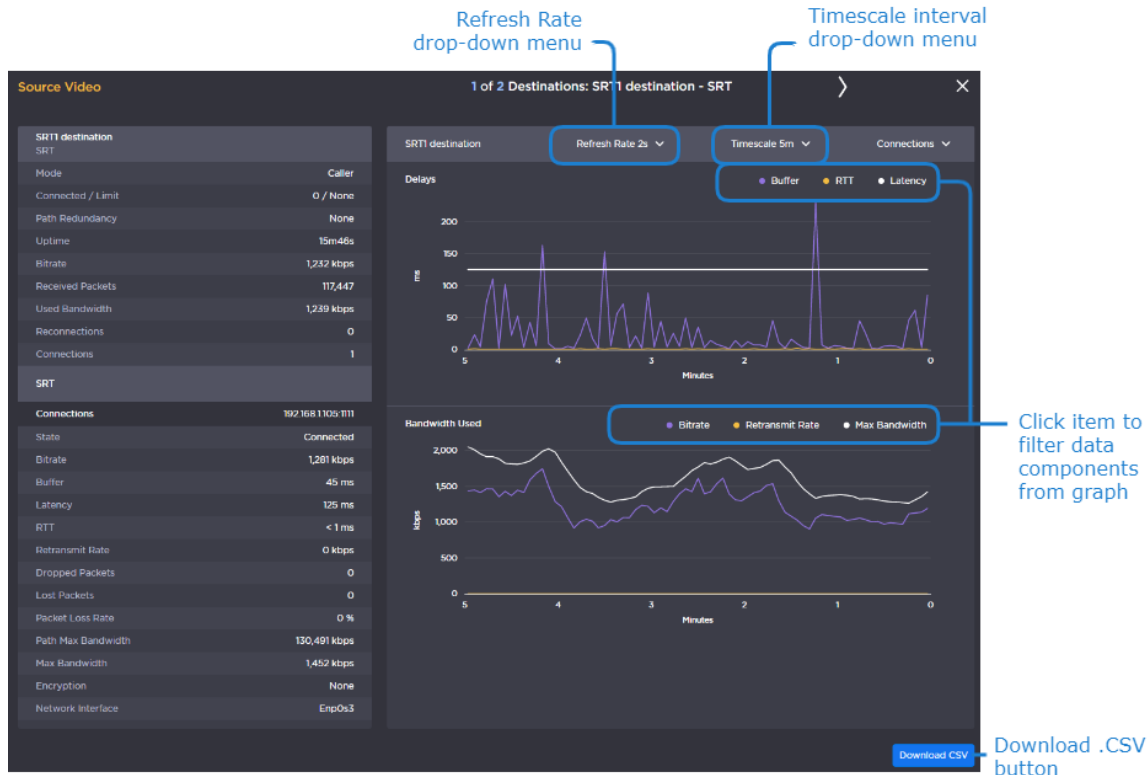 Refresh Rate
drop-down menu
Timescale interval
drop-down menu
Source Video
1 of 2 Destinations: SRT1 destination - SRT
SRT1 destination
SRT
Mode Caller
Connected / Limit 0 / None
Path Redundancy None
Uptime 15m46s
Bitrate 1,232 kbps
Received Packets 117,447
Used Bandwidth 1,239 kbps
Reconnections 0
Connections 1
SRT
Connections 192.168.1.105:1111
State Connected
Bitrate 1,281 kbps
Buffer 45 ms
Latency 125 ms
RTT < 1 ms
Retransmit Rate 0 kbps
Dropped Packets 0
Lost Packets 0
Packet Loss Rate 0 %
Path Max Bandwidth 130,491 kbps
Max Bandwidth 1,452 kbps
Encryption None
Network Interface Enp0s3
SRT1 destination Refresh Rate 2s Timescale 5m Connections
Delays Buffer RTT Latency
200
150
100
50
0
ms
5 4 3 2 1 0
Minutes
Bandwidth Used Bitrate Retransmit Rate Max Bandwidth
2,000
1,500
1,000
500
0
kbps
5 4 3 2 1 0
Minutes
Click item to
filter data
components
from graph
Download CSV
Download .CSV
button